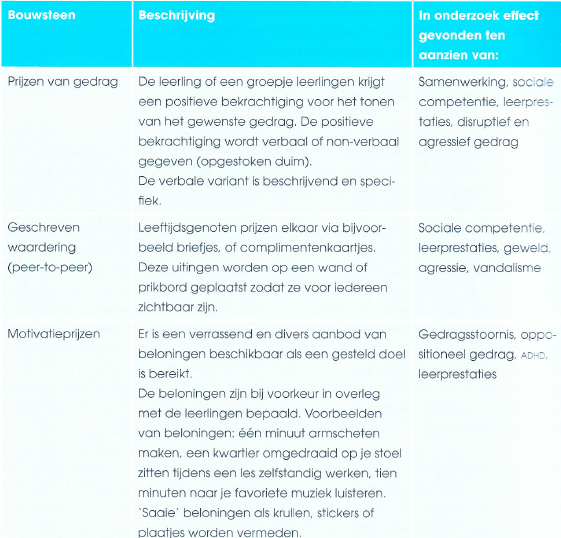 Bouwsteen
Beschrijving
In onderzoek effect
gevonden ten
aanzien van:
Prijzen van gedrag
De leerling of een groepje leerlingen krijgt
een positieve bekrachtiging voor het tonen
van het gewenste gedrag. De positieve
bekrachtiging wordt verbaal of non-verbaal
gegeven (opgestoken duim).
De verbale variant is beschrijvend en speci-
fiek.
Samenwerking, sociale
competentie, leerpres-
taties, disruptief en
agressief gedrag
Geschreven
waardering
(peer-to-peer)
Leeftijdsgenoten prijzen elkaar via bijvoor-
beeld briefjes, of complimentenkaartjes.
Deze uitingen worden op een wand of
prikbord geplaatst zodat ze voor iedereen
zichtbaar zijn.
Sociale competentie,
leerprestaties, geweld,
agressie, vandalisme
Motivatieprijzen
Er is een verrassend en divers aanbod van
beloningen beschikbaar als een gesteld doel
is bereikt.
De beloningen zijn bij voorkeur in overleg
met de leerlingen bepaald. Voorbeelden
van beloningen: één minuut armscheten
maken, een kwartier omgedraaid op je stoel
zitten tijdens een les zelfstandig werken, tien
minuten naar je favoriete muziek luisteren.
'Saaie' beloningen als krullen, stickers of
plaatjes worden vermeden.
Gedragsstoornis, oppo-
sitioneel gedrag, ADHD,
leerprestaties